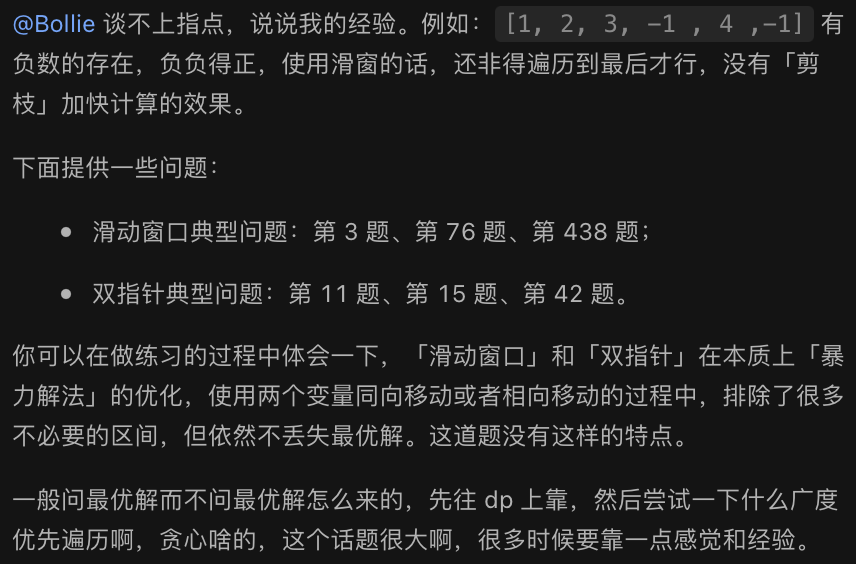 @Bollie 谈不上指点，说说我的经验。例如：[1, 2, 3, -1 , 4 ,-1] 有
负数的存在，负负得正，使用滑窗的话，还非得遍历到最后才行，没有「剪
枝」加快计算的效果。
下面提供一些问题：
• 滑动窗口典型问题：第 3 题、第 76 题、第 438 题；
• 双指针典型问题：第 11 题、第 15 题、第 42 题。
你可以在做练习的过程中体会一下，「滑动窗口」和「双指针」在本质上「暴
力解法」的优化，使用两个变量同向移动或者相向移动的过程中，排除了很多
不必要的区间，但依然不丢失最优解。这道题没有这样的特点。
一般问最优解而不问最优解怎么来的，先往 dp 上靠，然后尝试一下什么广度
优先遍历啊，贪心啥的，这个话题很大啊，很多时候要靠一点感觉和经验。